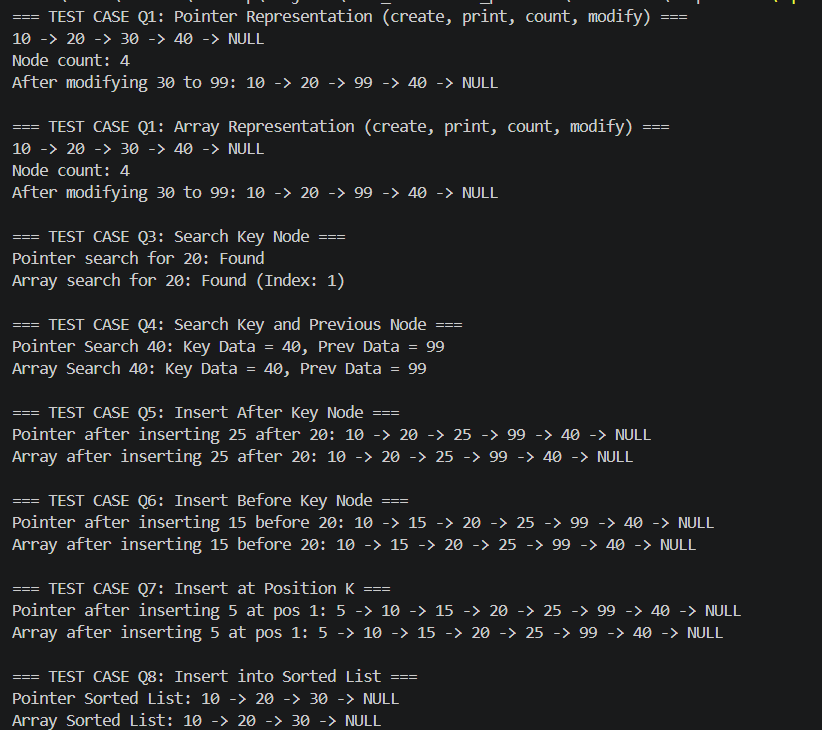 === TEST CASE Q1: Pointer Representation (create, print, count, modify) ===
10 -> 20 -> 30 -> 40 -> NULL
Node count: 4
After modifying 30 to 99: 10 -> 20 -> 99 -> 40 -> NULL
=== TEST CASE Q1: Array Representation (create, print, count, modify) ===
10 -> 20 -> 30 -> 40 -> NULL
Node count: 4
After modifying 30 to 99: 10 -> 20 -> 99 -> 40 -> NULL
=== TEST CASE Q3: Search Key Node ===
Pointer search for 20: Found
Array search for 20: Found (Index: 1)
=== TEST CASE Q4: Search Key and Previous Node ===
Pointer Search 40: Key Data = 40, Prev Data = 99
Array Search 40: Key Data = 40, Prev Data = 99
=== TEST CASE Q5: Insert After Key Node ===
Pointer after inserting 25 after 20: 10 -> 20 -> 25 -> 99 -> 40 -> NULL
Array after inserting 25 after 20: 10 -> 20 -> 25 -> 99 -> 40 -> NULL
=== TEST CASE Q6: Insert Before Key Node ===
Pointer after inserting 15 before 20: 10 -> 15 -> 20 -> 25 -> 99 -> 40 -> NULL
Array after inserting 15 before 20: 10 -> 15 -> 20 -> 25 -> 99 -> 40 -> NULL
=== TEST CASE Q7: Insert at Position K ===
Pointer after inserting 5 at pos 1: 5 -> 10 -> 15 -> 20 -> 25 -> 99 -> 40 -> NULL
Array after inserting 5 at pos 1: 5 -> 10 -> 15 -> 20 -> 25 -> 99 -> 40 -> NULL
=== TEST CASE Q8: Insert into Sorted List ===
Pointer Sorted List: 10 -> 20 -> 30 -> NULL
Array Sorted List: 10 -> 20 -> 30 -> NULL